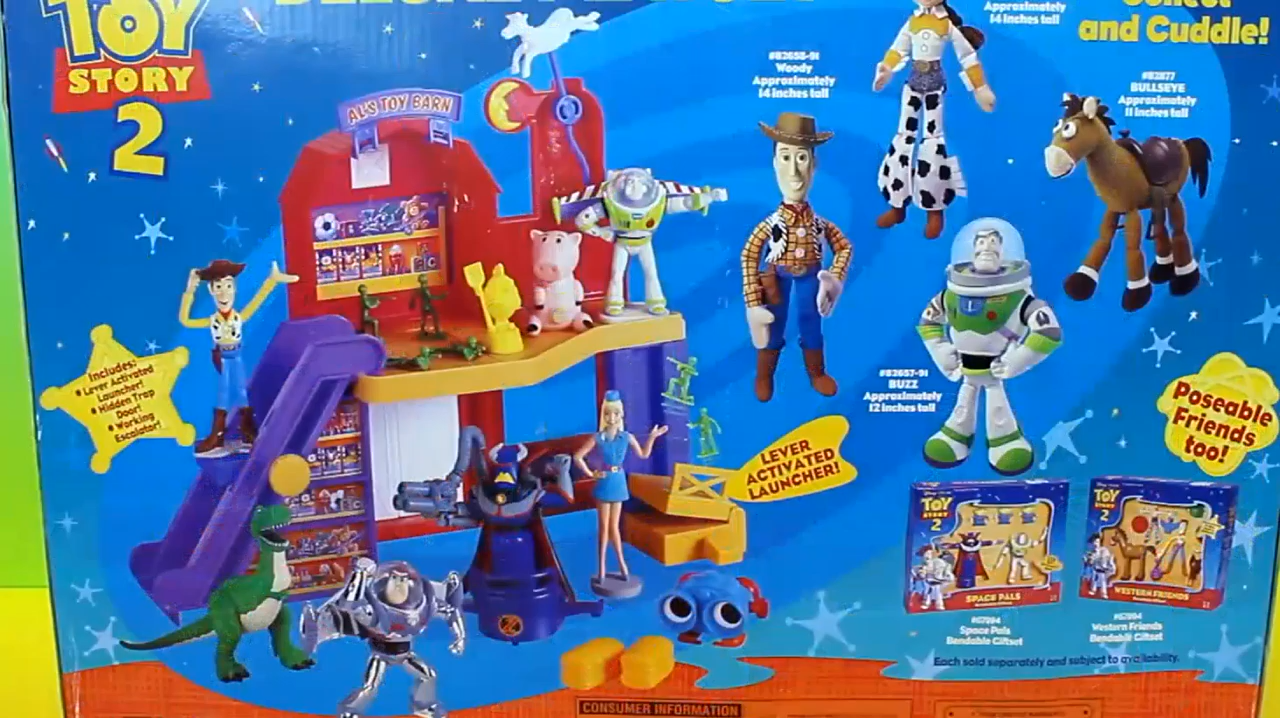 TOY
STORY
2
AL'S TOY BARN
Includes:
• Lever Activated
Launcher!
• Hidden Trap
Door!
• Working
Escalator!
LEVER
ACTIVATED
LAUNCHER!
#82658-91
Woody
Approximately
14 inches tall
Approximately
14 inches tall
Collect
and Cuddle!
#82877
BULLSEYE
Approximately
11 inches tall
#82657-91
BUZZ
Approximately
12 inches tall
Poseable
Friends
too!
TOY
STORY
2
SPACE PALS
TOY
STORY
2
WESTERN FRIENDS
Space Pals
Bendable Giftset
Western Friends
Bendable Giftset
Each sold separately and subject to availability.
CONSUMER INFORMATION